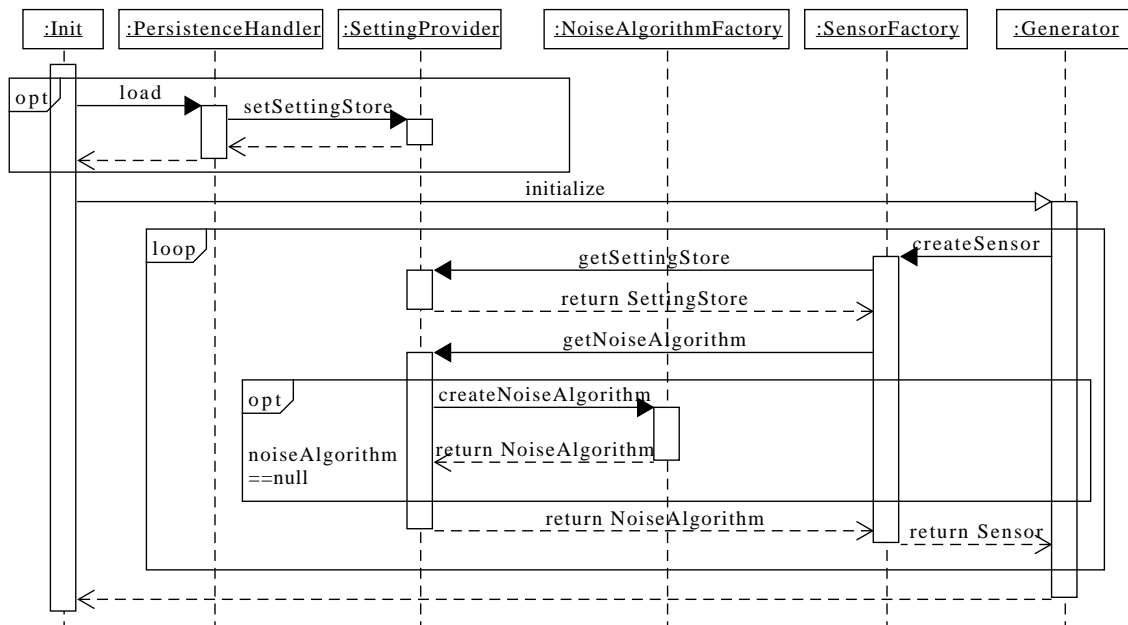 :Init
:PersistenceHandler
:SettingProvider
:NoiseAlgorithmFactory
:SensorFactory
:Generator
opt
load
setSettingStore
initialize
loop
createSensor
getSettingStore
return SettingStore
getNoiseAlgorithm
opt
createNoiseAlgorithm
noiseAlgorithm
==null
return NoiseAlgorithm
return NoiseAlgorithm
return Sensor